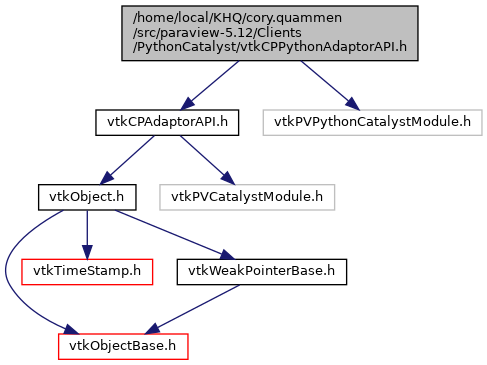 /home/local/KHQ/cory.quammen
/src/paraview-5.12/Clients
/PythonCatalyst/vtkCPPythonAdaptorAPI.h
vtkCPAdaptorAPI.h
vtkPVPythonCatalystModule.h
vtkObject.h
vtkPVCatalystModule.h
vtkTimeStamp.h
vtkWeakPointerBase.h
vtkObjectBase.h